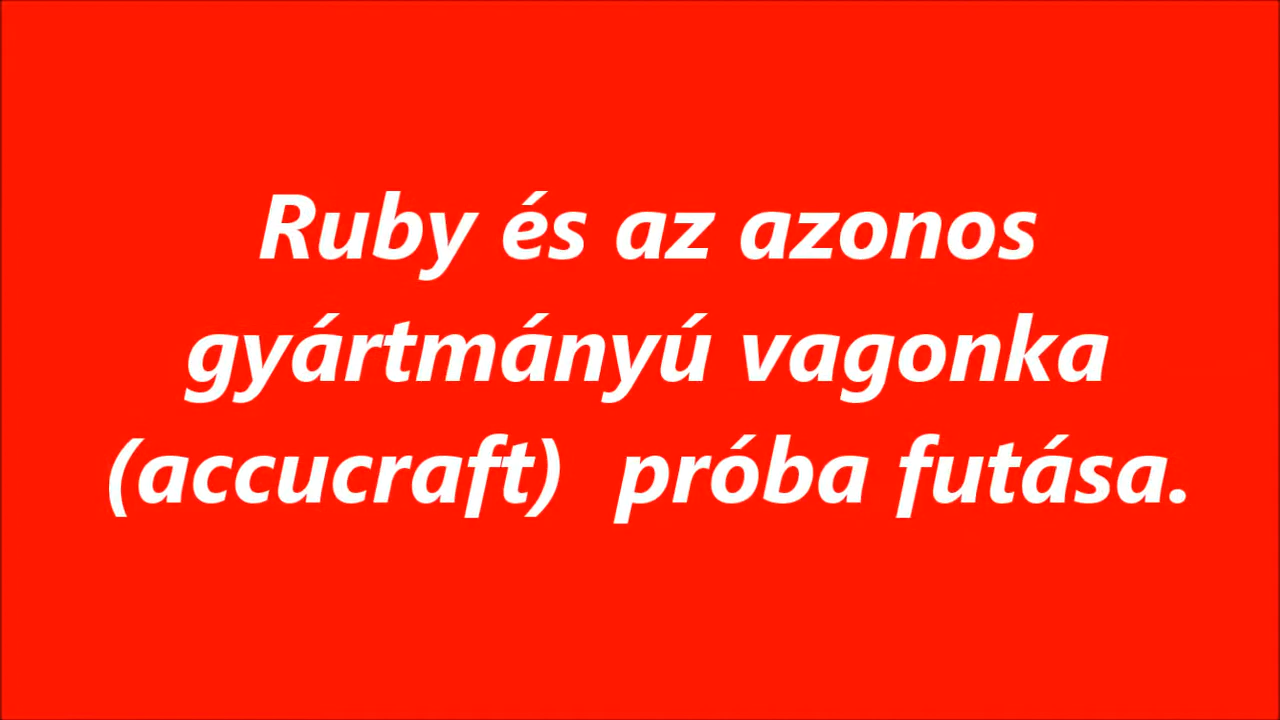 Ruby és az azonos
gyártmányú vagonka
(accucraft)  próba futása.